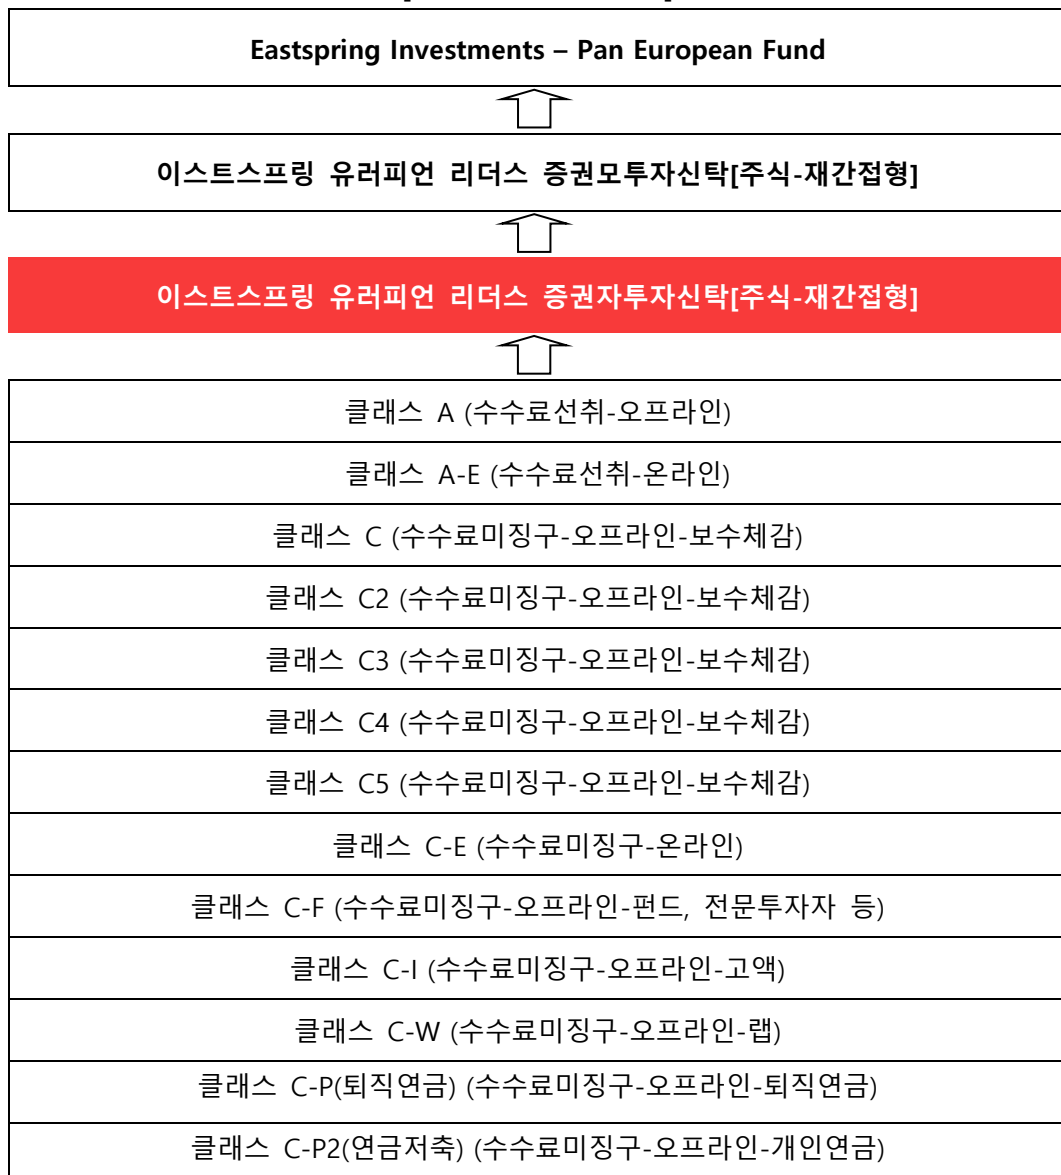 Eastspring Investments – Pan European Fund
이스트스프링 유러피언 리더스 증권모투자신탁[주식-재간접형]
이스트스프링 유러피언 리더스 증권자투자신탁[주식-재간접형]
클래스 A (수수료선취-오프라인)
클래스 A-E (수수료선취-온라인)
클래스 C (수수료미징구-오프라인-보수체감)
클래스 C2 (수수료미징구-오프라인-보수체감)
클래스 C3 (수수료미징구-오프라인-보수체감)
클래스 C4 (수수료미징구-오프라인-보수체감)
클래스 C5 (수수료미징구-오프라인-보수체감)
클래스 C-E (수수료미징구-온라인)
클래스 C-F (수수료미징구-오프라인-펀드, 전문투자자 등)
클래스 C-I (수수료미징구-오프라인-고액)
클래스 C-W (수수료미징구-오프라인-랩)
클래스 C-P(퇴직연금) (수수료미징구-오프라인-퇴직연금)
클래스 C-P2(연금저축) (수수료미징구-오프라인-개인연금)